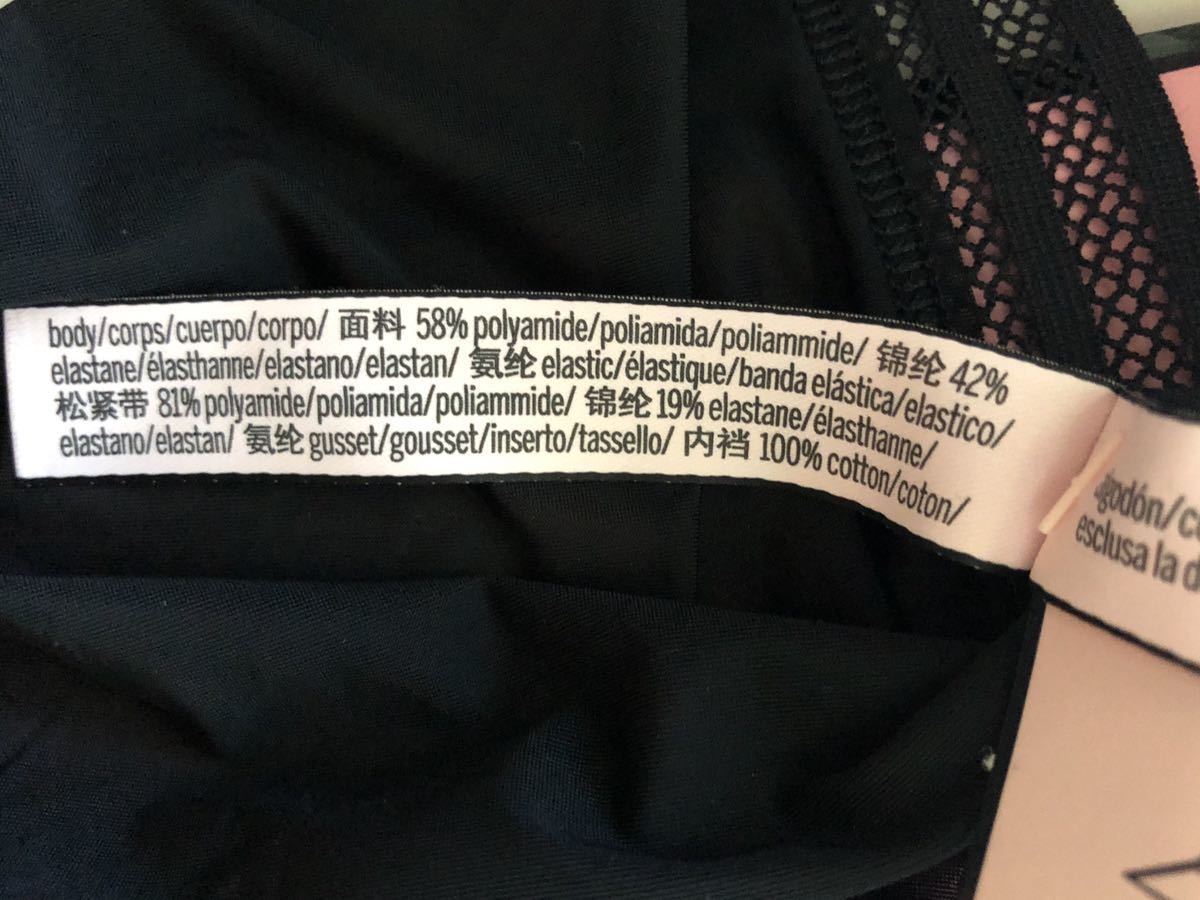 body/corps/cuerpo/corpo/ 面料 58% polyamide/poliamida/poliammide/ 锦纶 42%
elastane/élasthanne/elastano/elastan/ 氨纶 elastic/élastique/banda elástica/elastico/
松紧带 81% polyamide/poliamida/poliammide/ 锦纶 19% elastane/élasthanne/
elastano/elastan/ 氨纶 gusset/gousset/inserto/tassello/ 内裆 100% cotton/coton/
esclusa la